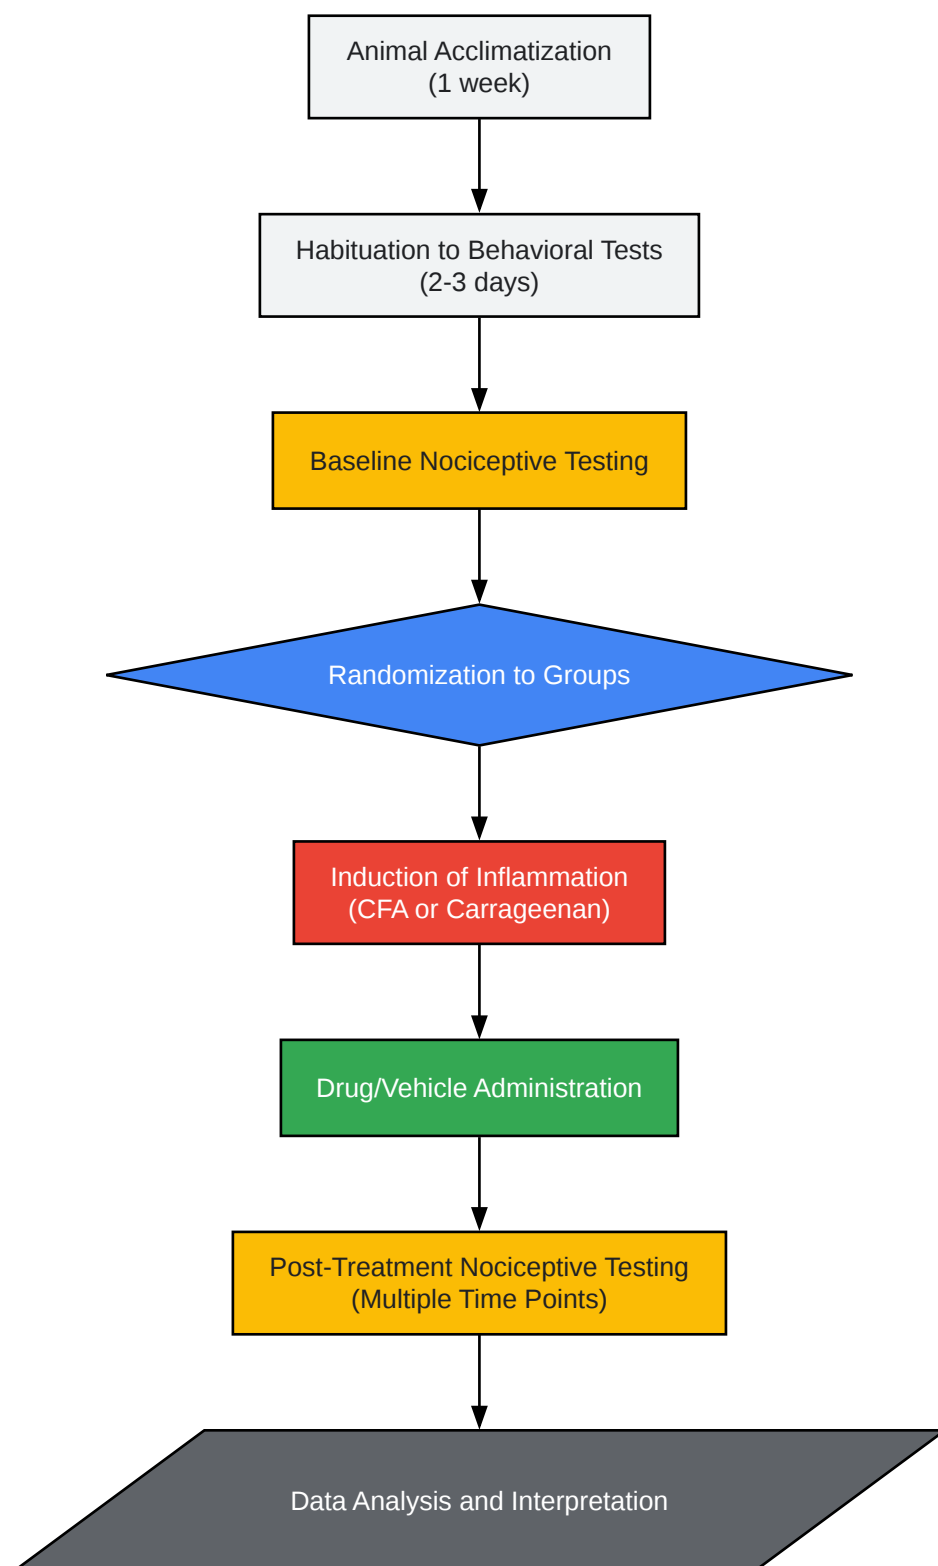 Animal Acclimatization
(1 week)
Habituation to Behavioral Tests
(2-3 days)
Baseline Nociceptive Testing
Randomization to Groups
Induction of Inflammation
(CFA or Carrageenan)
Drug/Vehicle Administration
Post-Treatment Nociceptive Testing
(Multiple Time Points)
Data Analysis and Interpretation